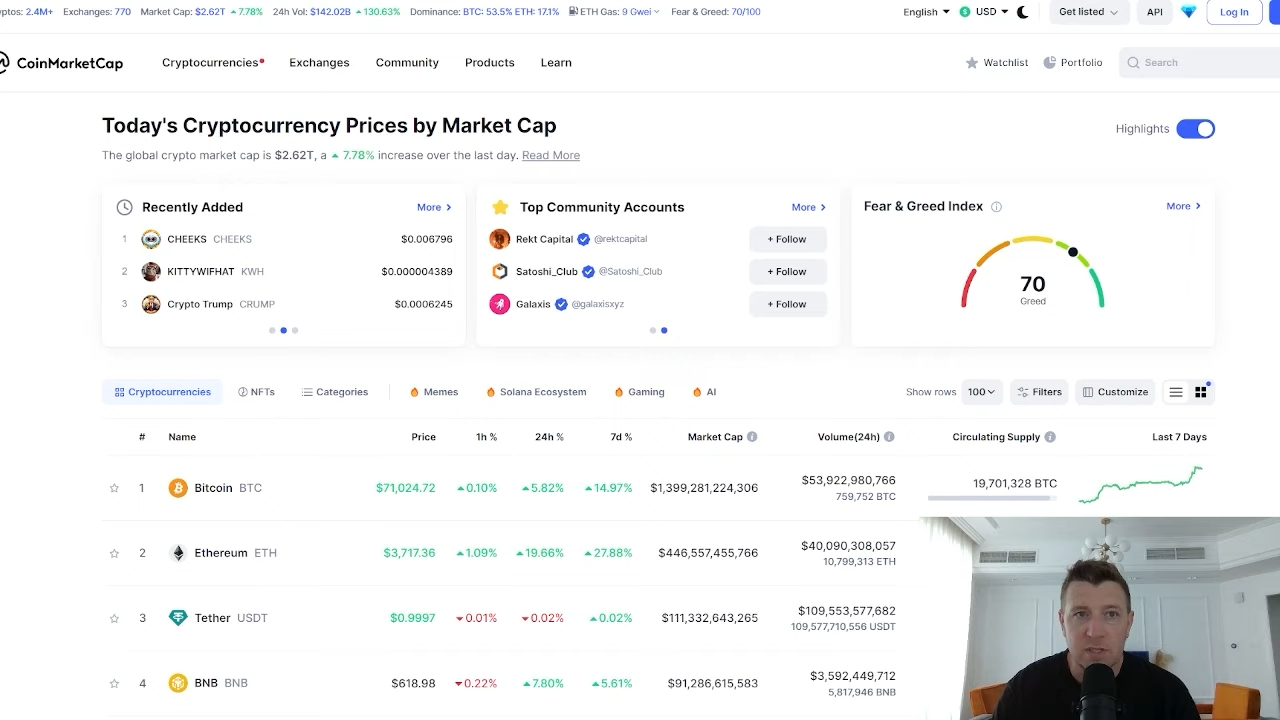 ptos: 2.4M+ Exchanges: 770 Market Cap: $2.62T 7.78% 24h Vol: $142.02B 130.63% Dominance: BTC: 53.5% ETH: 17.1% ETH Gas: 9 Gwei Fear & Greed: 70/100 English USD Get listed API Log In
CoinMarketCap Cryptocurrencies Exchanges Community Products Learn Watchlist Portfolio Search
Today's Cryptocurrency Prices by Market Cap
Highlights
The global crypto market cap is $2.62T, a 7.78% increase over the last day. Read More
Recently Added More
1 CHEEKS CHEEKS $0.006796
2 KITTYWIFHAT KWH $0.000004389
3 Crypto Trump CRUMP $0.0006245
Top Community Accounts More
Rekt Capital @rektcapital + Follow
Satoshi_Club @Satoshi_Club + Follow
Galaxis @galaxisxyz + Follow
Fear & Greed Index More
70
Greed
Cryptocurrencies NFTs Categories Memes Solana Ecosystem Gaming AI Show rows 100 Filters Customize
# Name Price 1h % 24h % 7d % Market Cap Volume(24h) Circulating Supply Last 7 Days
1 Bitcoin BTC $71,024.72 0.10% 5.82% 14.97% $1,399,281,224,306 $53,922,980,766 19,701,328 BTC
759,752 BTC
2 Ethereum ETH $3,717.36 1.09% 19.66% 27.88% $446,557,455,766 $40,090,308,057
10,799,313 ETH
3 Tether USDT $0.9997 0.01% 0.02% 0.02% $111,332,643,265 $109,553,577,682
109,577,710,556 USDT
4 BNB BNB $618.98 0.22% 7.80% 5.61% $91,286,615,583 $3,592,449,712
5,817,946 BNB